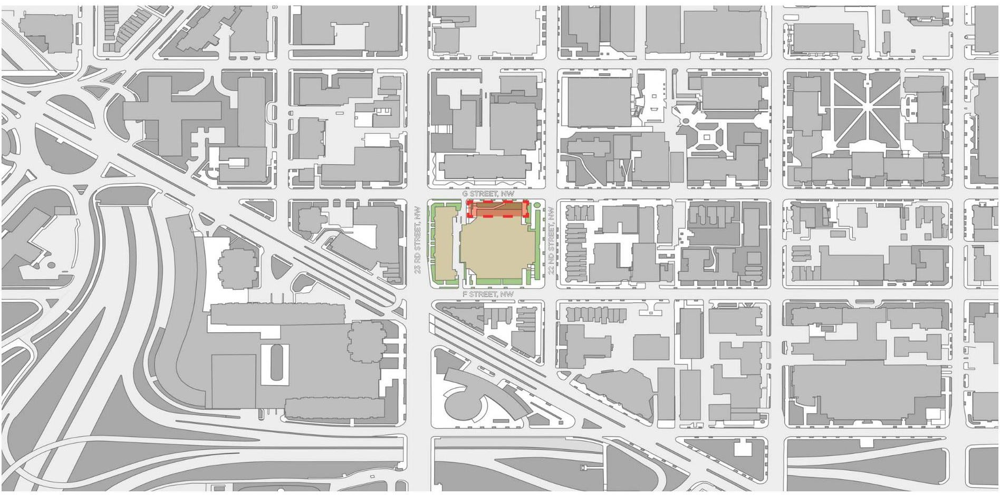 G STREET, NW
23 RD STREET, NW
22 ND STREET, NW
F STREET, NW